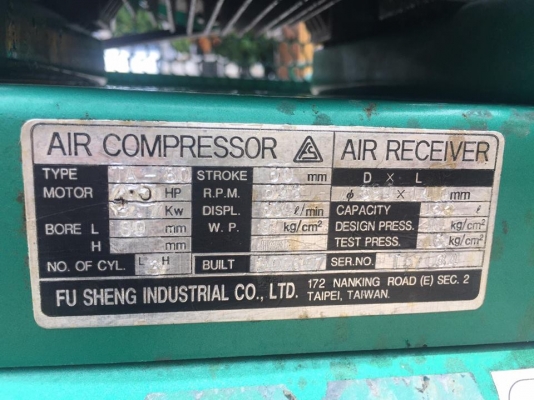 AIR COMPRESSOR AIR RECEIVER
TYPE STROKE mm D X L
MOTOR HP R.P.M. φ X mm
Kw DISPL. ℓ/min CAPACITY ℓ
BORE L mm W. P. kg/cm² DESIGN PRESS. kg/cm²
H mm TEST PRESS. kg/cm²
NO. OF CYL. L H BUILT SER.NO.
FU SHENG INDUSTRIAL CO., LTD. 172 NANKING ROAD (E) SEC. 2
TAIPEI, TAIWAN.